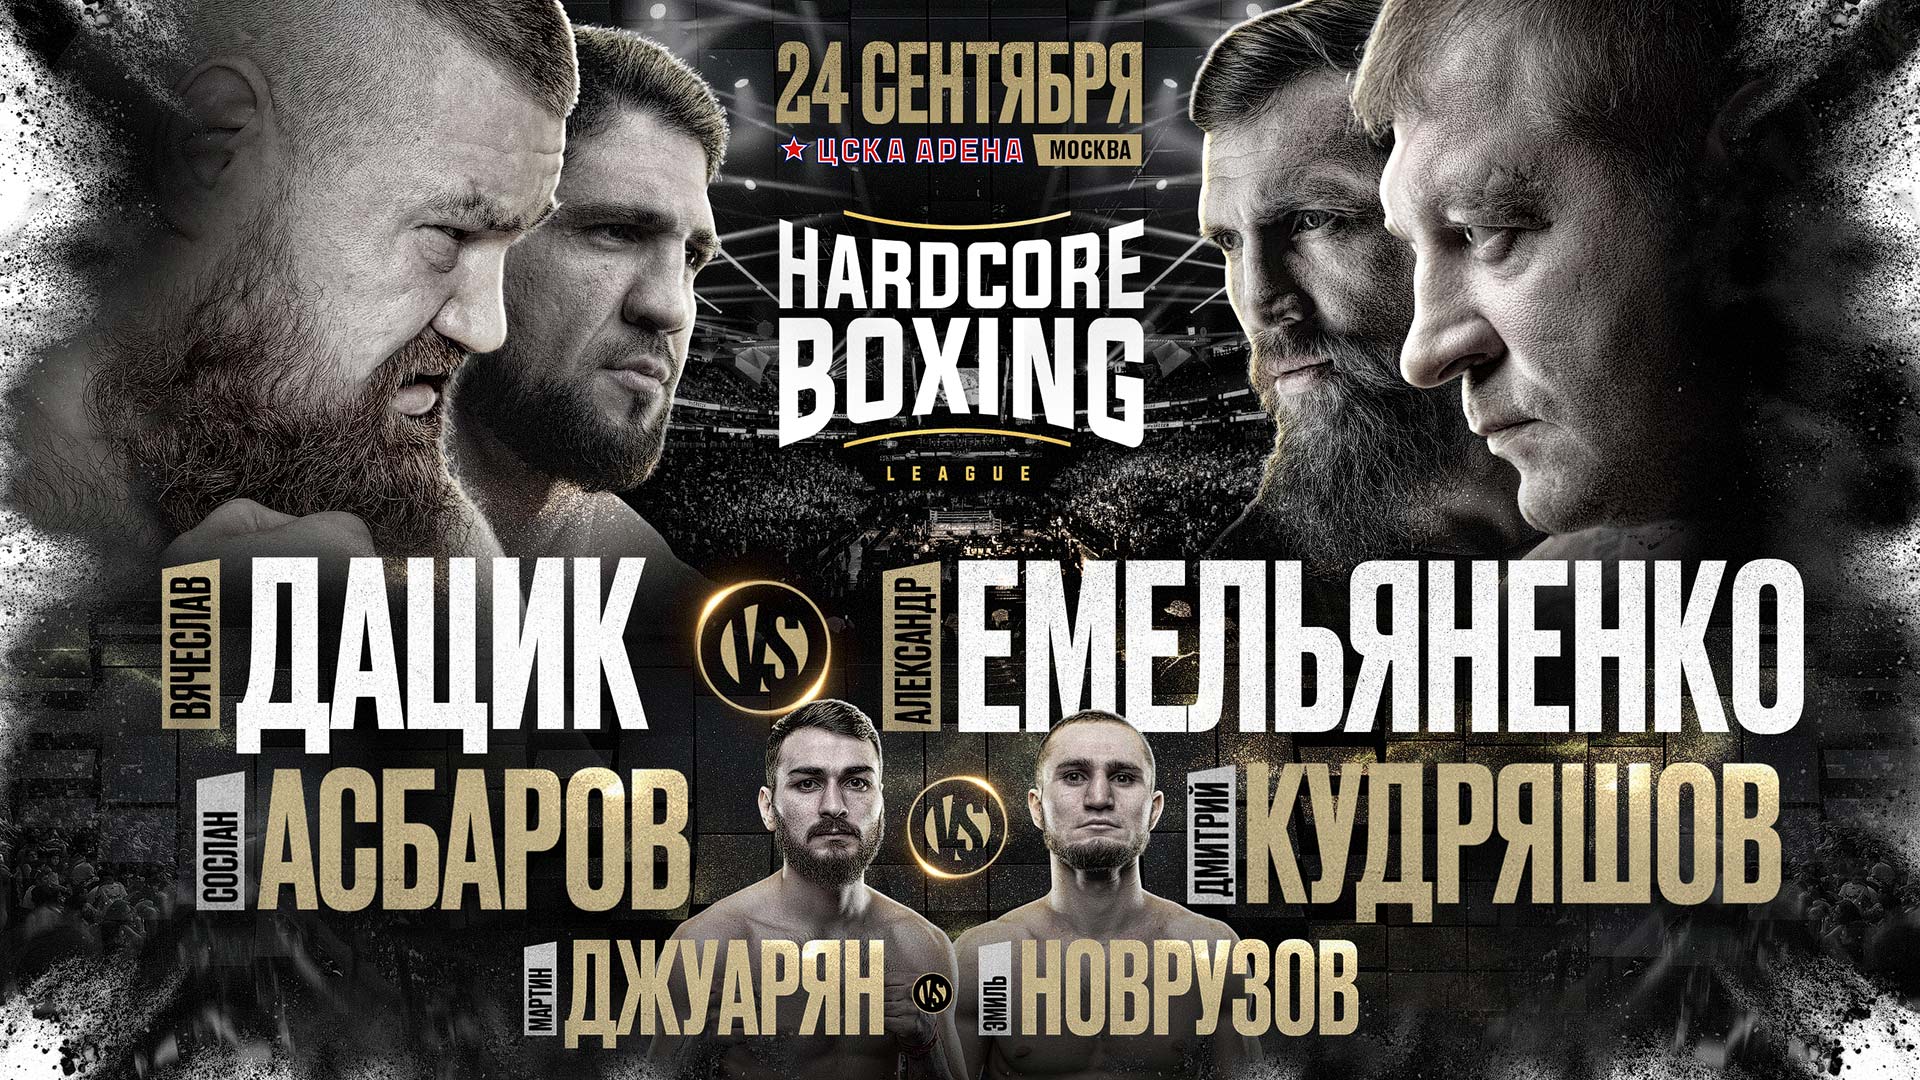 24 СЕНТЯБРЯ
ЦСКА АРЕНА МОСКВА
HARDCORE
BOXING
LEAGUE
ВЯЧЕСЛАВ ДАЦИК VS АЛЕКСАНДР ЕМЕЛЬЯНЕНКО
СОСЛАН АСБАРОВ VS ДМИТРИЙ КУДРЯШОВ
МАРТИН ДЖУАРЯН VS ЭМИЛЬ НОВРУЗОВ